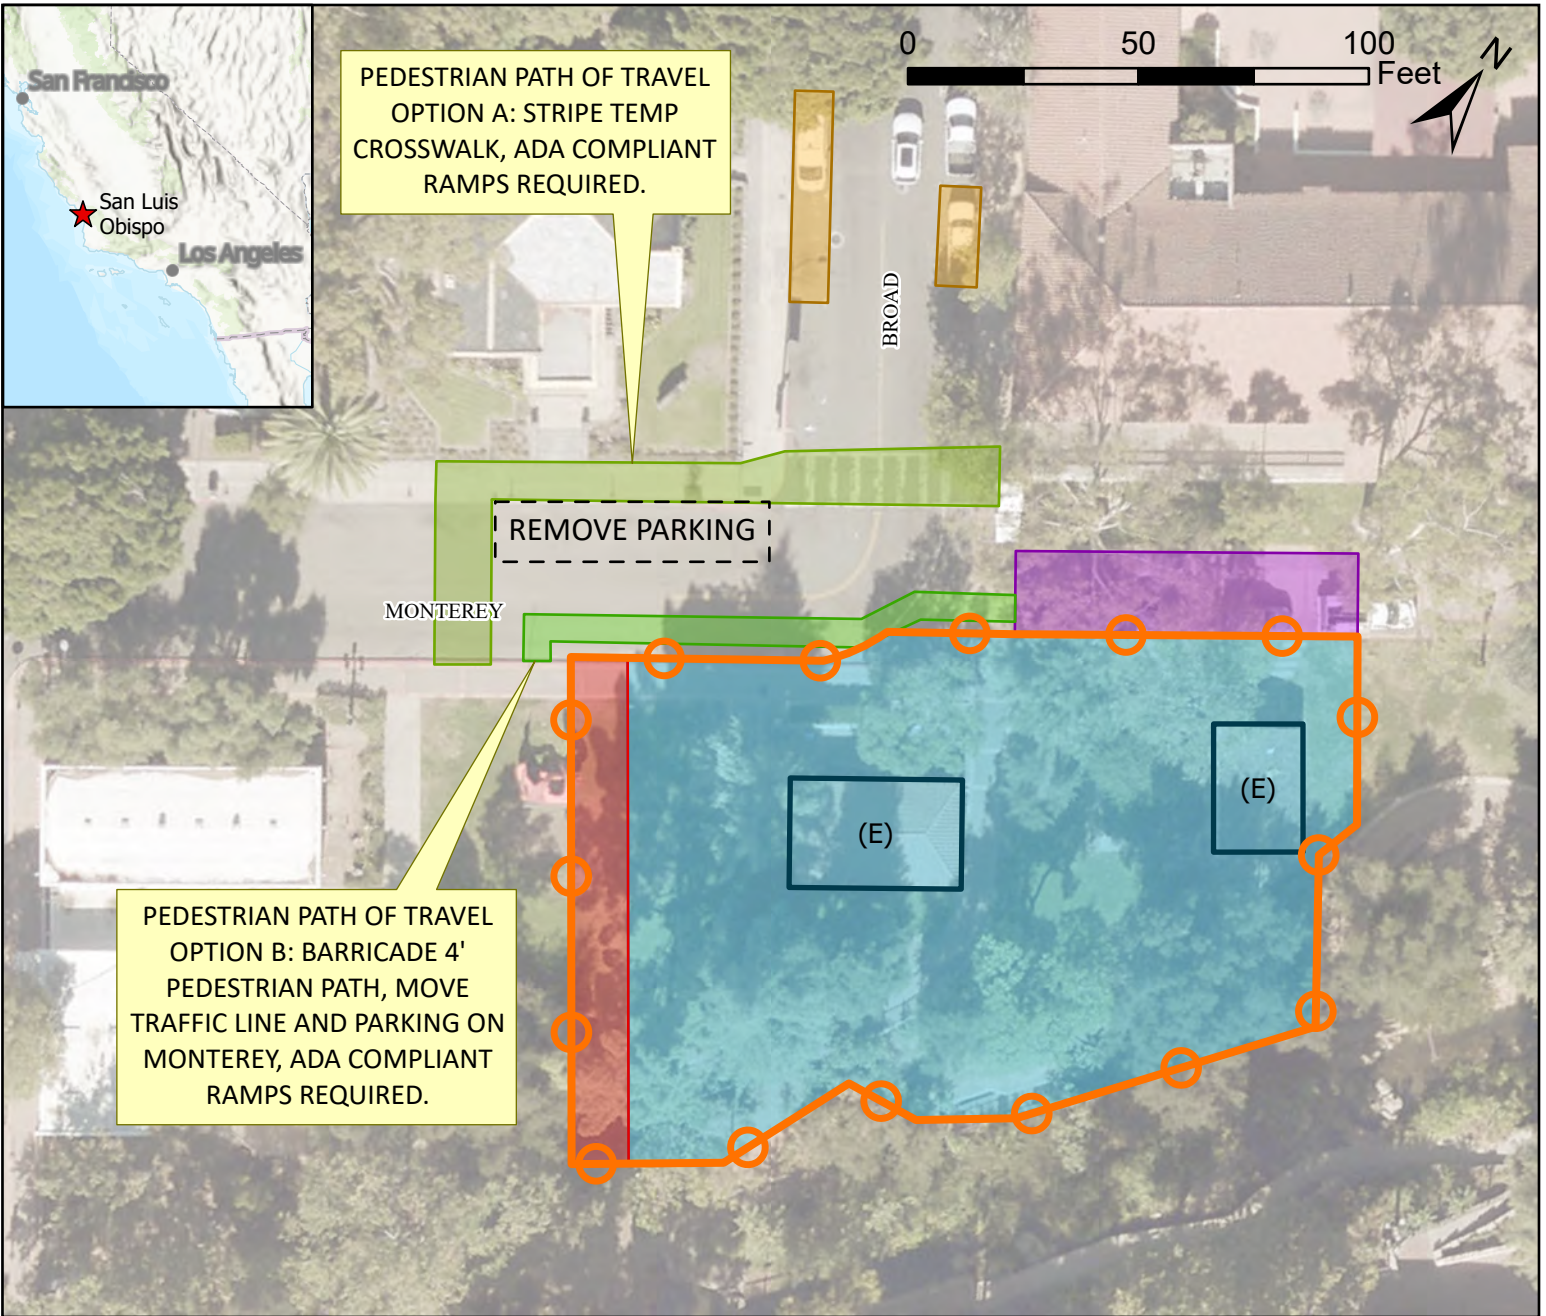 San Francisco
San Luis
Obispo
Los Angeles
PEDESTRIAN PATH OF TRAVEL
OPTION A: STRIPE TEMP
CROSSWALK, ADA COMPLIANT
RAMPS REQUIRED.
0 50 100
Feet
N
BROAD
REMOVE PARKING
MONTEREY
(E)
(E)
PEDESTRIAN PATH OF TRAVEL
OPTION B: BARRICADE 4'
PEDESTRIAN PATH, MOVE
TRAFFIC LINE AND PARKING ON
MONTEREY, ADA COMPLIANT
RAMPS REQUIRED.